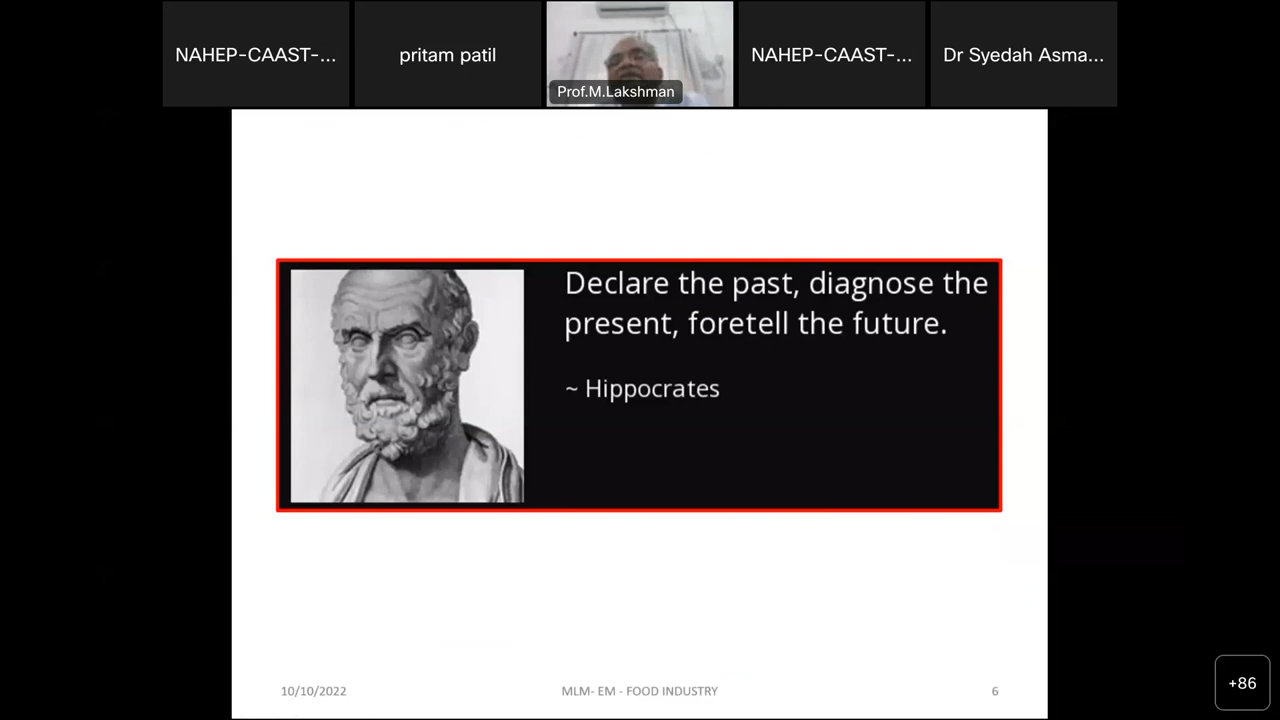 NAHEP-CAAST-...
pritam patil
Prof.M.Lakshman
NAHEP-CAAST-...
Dr Syedah Asma...
Declare the past, diagnose the
present, foretell the future.
~ Hippocrates
10/10/2022
MLM- EM - FOOD INDUSTRY
6
+86